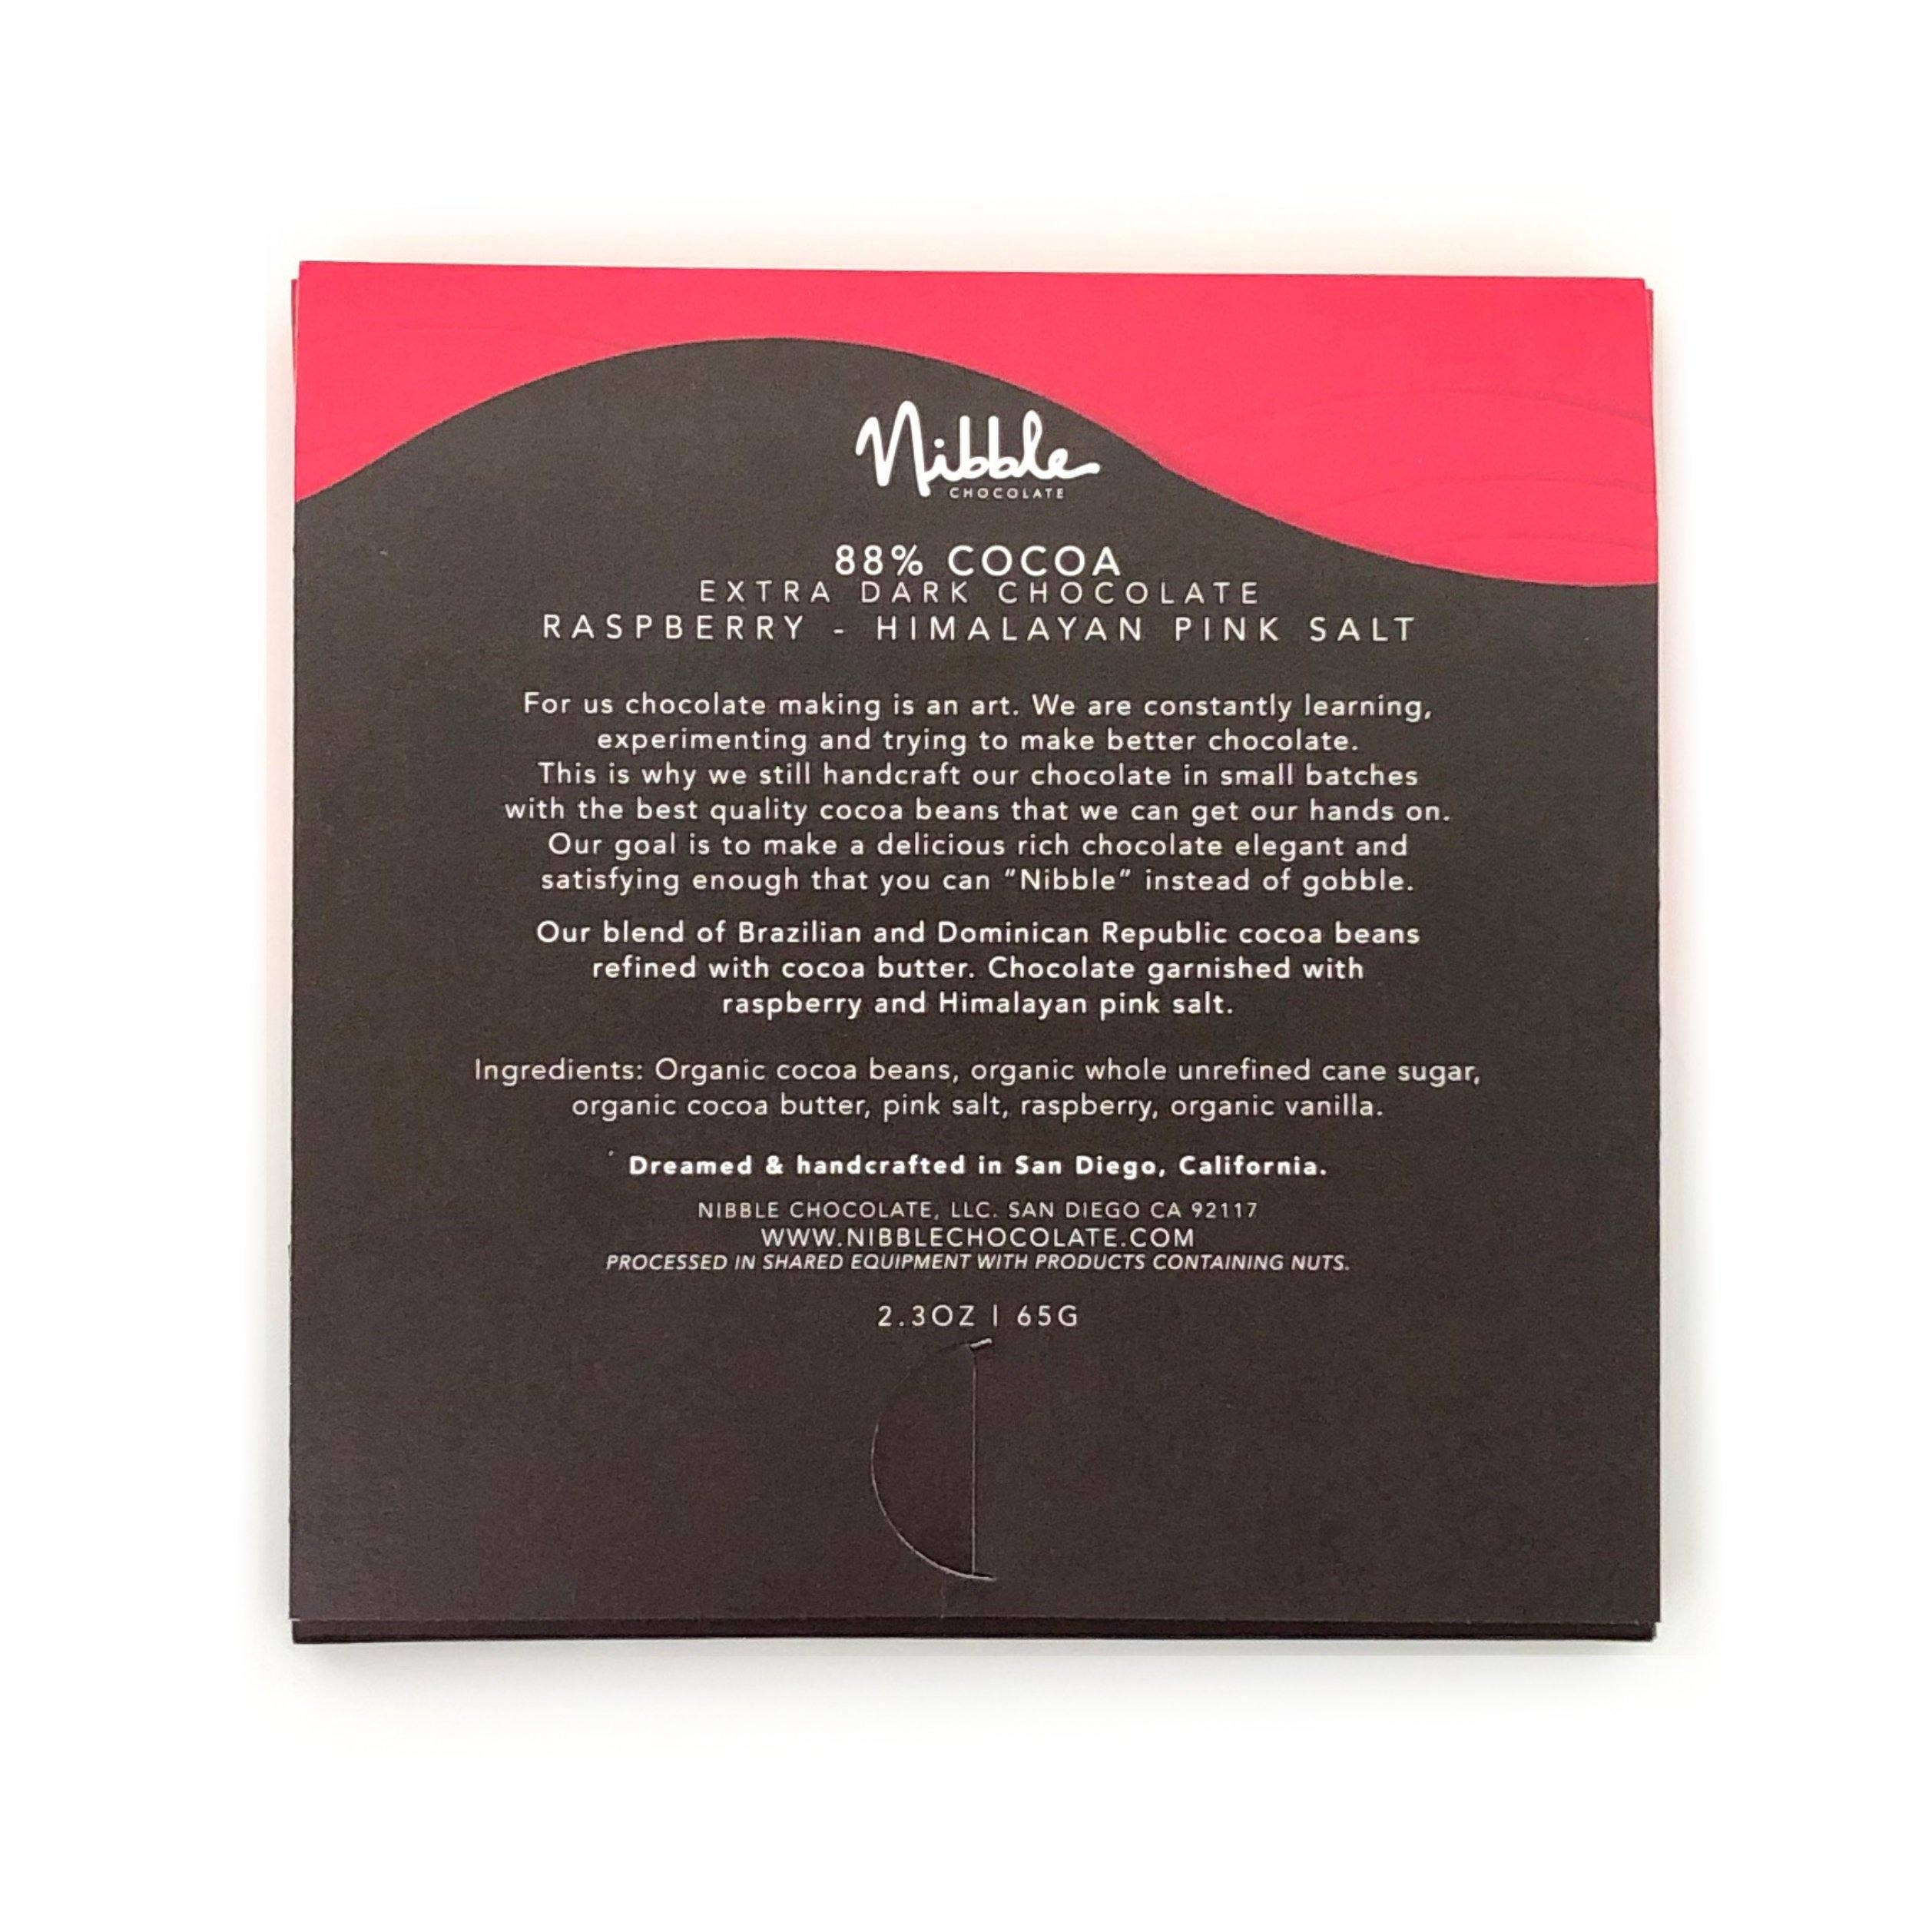 Nibble
CHOCOLATE
88% COCOA
EXTRA DARK CHOCOLATE
RASPBERRY - HIMALAYAN PINK SALT
For us chocolate making is an art. We are constantly learning,
experimenting and trying to make better chocolate.
This is why we still handcraft our chocolate in small batches
with the best quality cocoa beans that we can get our hands on.
Our goal is to make a delicious rich chocolate elegant and
satisfying enough that you can “Nibble” instead of gobble.
Our blend of Brazilian and Dominican Republic cocoa beans
refined with cocoa butter. Chocolate garnished with
raspberry and Himalayan pink salt.
Ingredients: Organic cocoa beans, organic whole unrefined cane sugar,
organic cocoa butter, pink salt, raspberry, organic vanilla.
Dreamed & handcrafted in San Diego, California.
NIBBLE CHOCOLATE, LLC. SAN DIEGO CA 92117
WWW.NIBBLECHOCOLATE.COM
PROCESSED IN SHARED EQUIPMENT WITH PRODUCTS CONTAINING NUTS.
2.3OZ | 65G